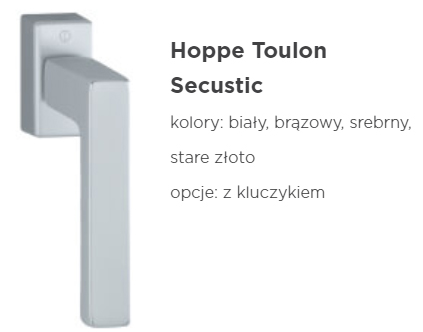 Hoppe Toulon
Secustic
kolory: biały, brązowy, srebrny,
stare złoto
opcje: z kluczykiem